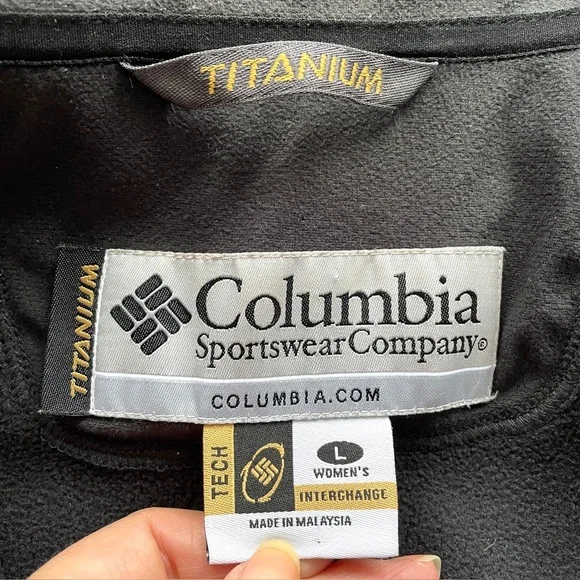 TITANIUM
TITANIUM
Columbia
Sportswear Company®
COLUMBIA.COM
TECH
L
WOMEN'S
INTERCHANGE
MADE IN MALAYSIA